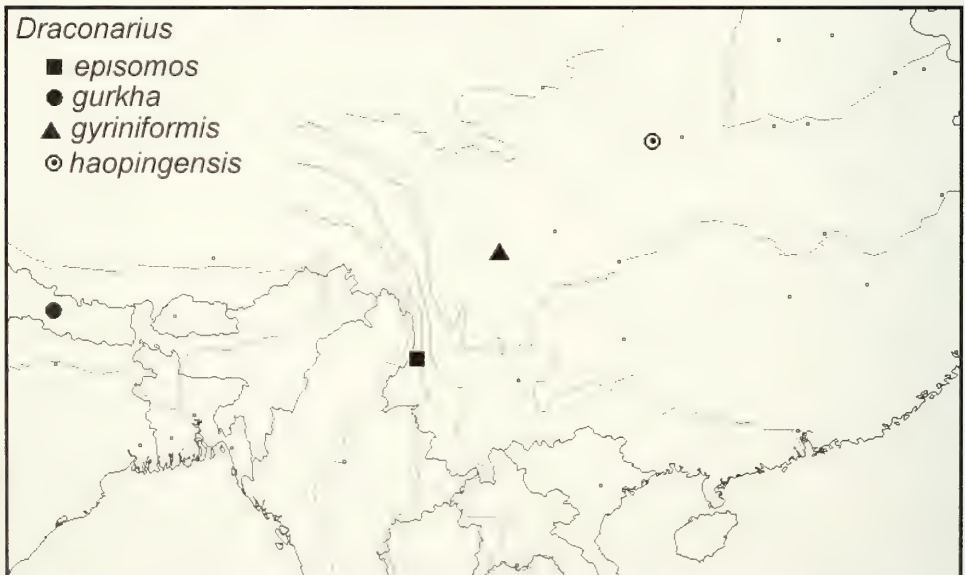 Draconarius
episomos
gurkha
gyriniformis
haopingensis